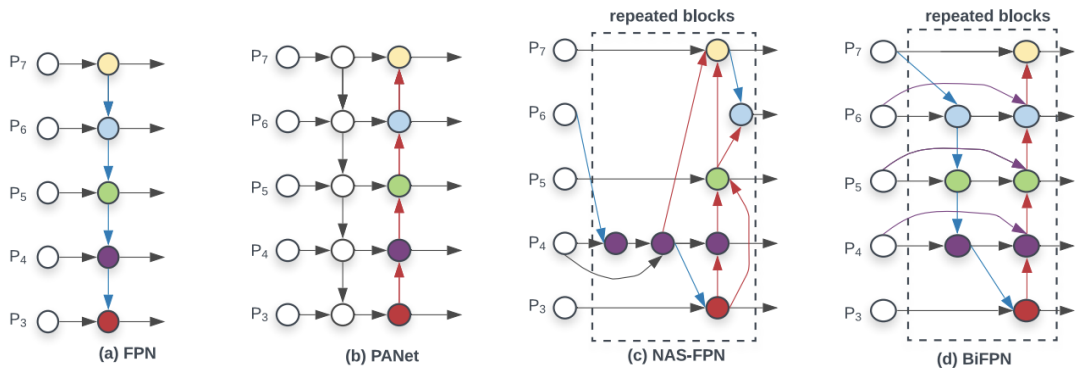 repeated blocks
repeated blocks
P7
P6
P5
P4
P3
(a) FPN
P7
P6
P5
P4
P3
(b) PANet
P7
P6
P5
P4
P3
(c) NAS-FPN
P7
P6
P5
P4
P3
(d) BiFPN